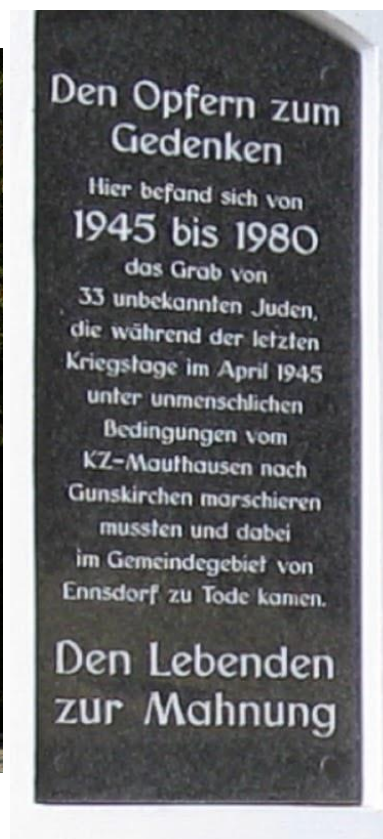 Den Opfern zum
Gedenken
Hier befand sich von
1945 bis 1980
das Grab von
33 unbekannten Juden,
die während der letzten
Kriegstage im April 1945
unter unmenschlichen
Bedingungen vom
KZ-Mauthausen nach
Gunskirchen marschieren
mussten und dabei
im Gemeindegebiet von
Ennsdorf zu Tode kamen.
Den Lebenden
zur Mahnung